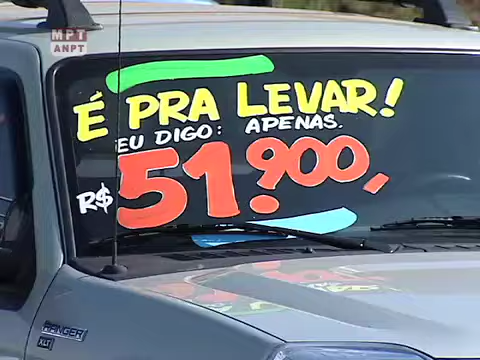 MPT
ANPT
É PRA LEVAR!
EU DIGO: APENAS.
R$ 51.900,
RANGER
XLT